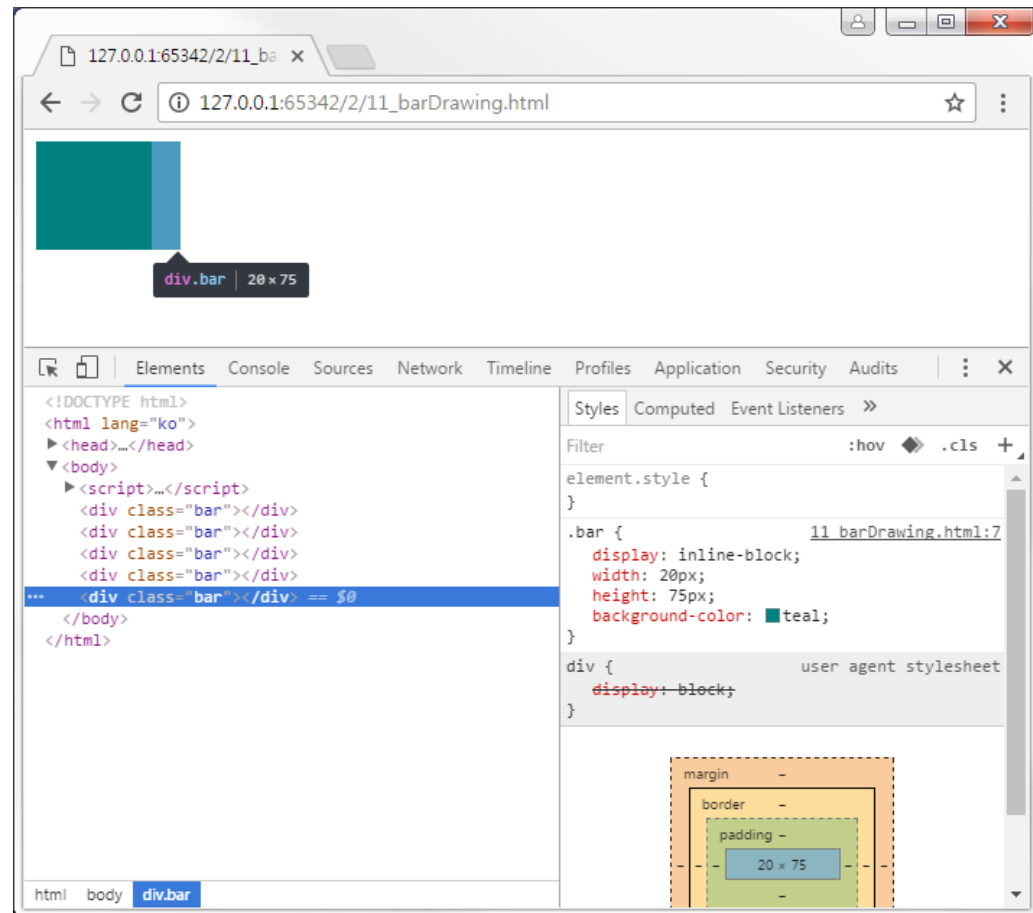 127.0.0.1:65342/2/11_ba
127.0.0.1:65342/2/11_barDrawing.html
div.bar | 20×75
Elements Console Sources Network Timeline Profiles Application Security Audits
<!DOCTYPE html>
<html lang="ko">
<head>…</head>
<body>
<script>…</script>
<div class="bar"></div>
<div class="bar"></div>
<div class="bar"></div>
<div class="bar"></div>
<div class="bar"></div> == $0
</body>
</html>
html body div.bar
Styles Computed Event Listeners »
Filter :hov .cls +
element.style {
}
.bar { 11_barDrawing.html:7
display: inline-block;
width: 20px;
height: 75px;
background-color: teal;
}
div { user agent stylesheet
display: block;
}
margin –
border –
padding –
– – – 20 × 75 – – –
–